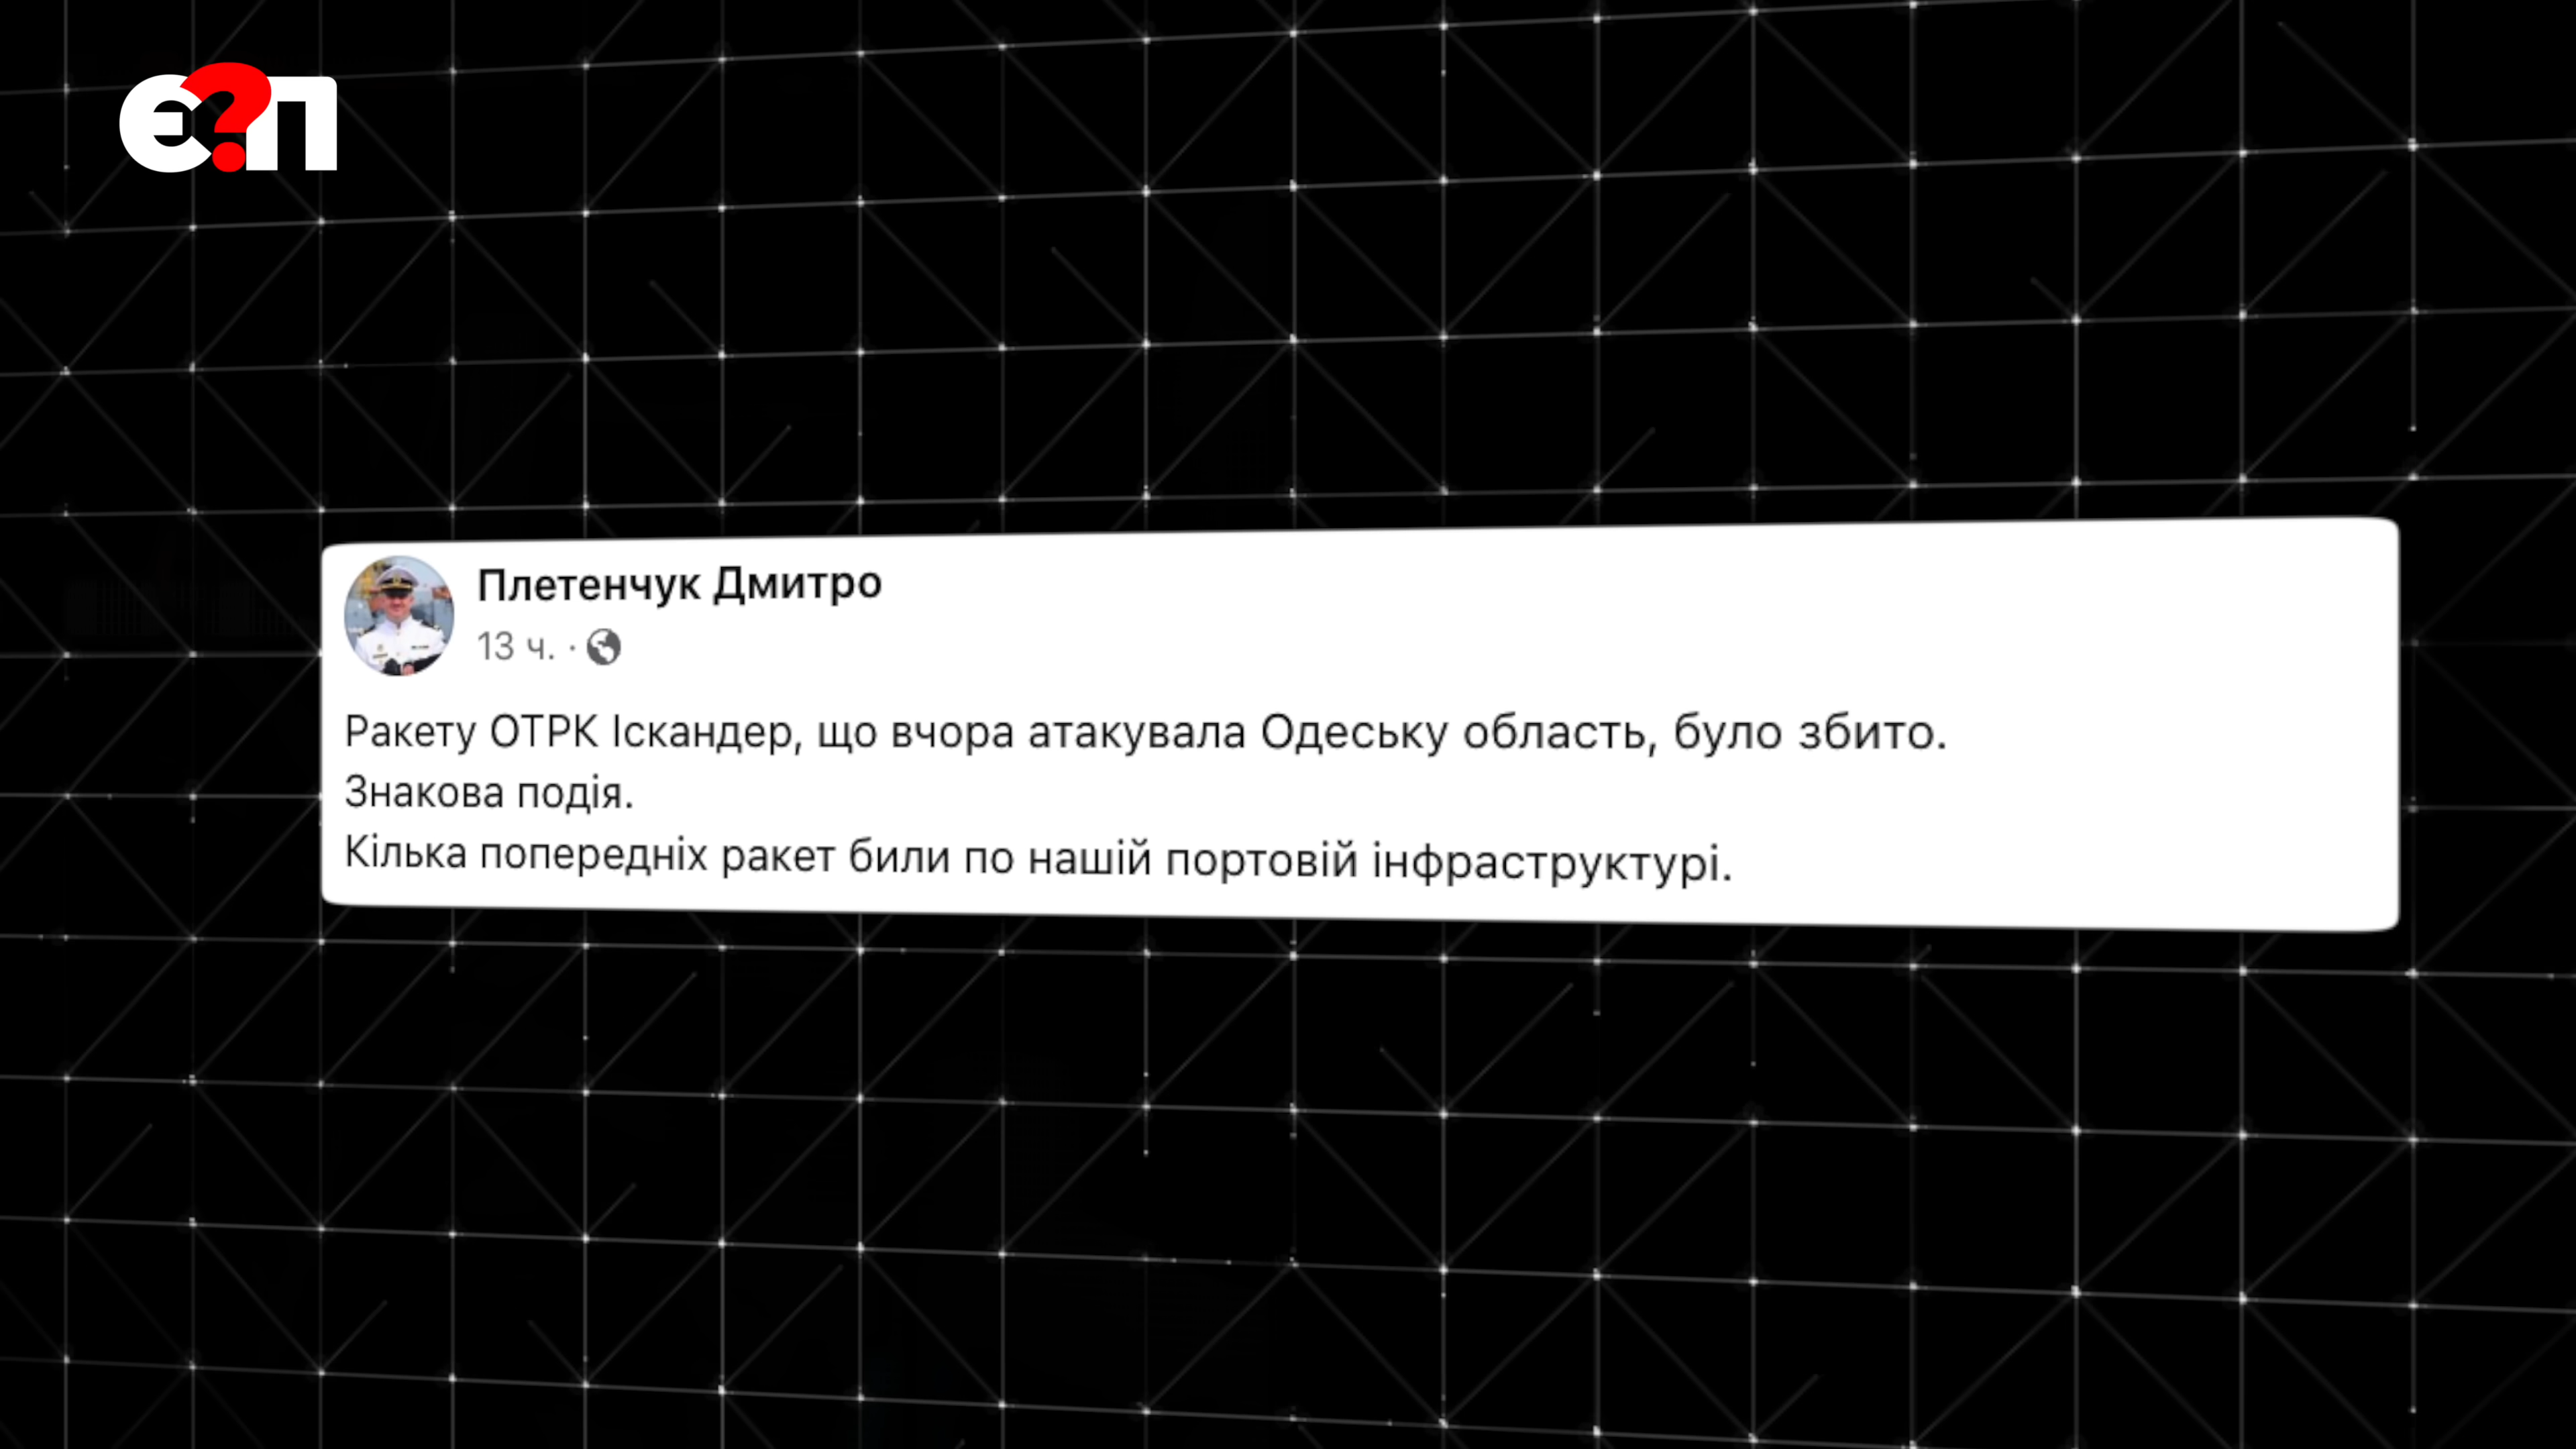 Є?П
Плетенчук Дмитро
13 ч. ·
Ракету ОТРК Іскандер, що вчора атакувала Одеську область, було збито.
Знакова подія.
Кілька попередніх ракет били по нашій портовій інфраструктурі.